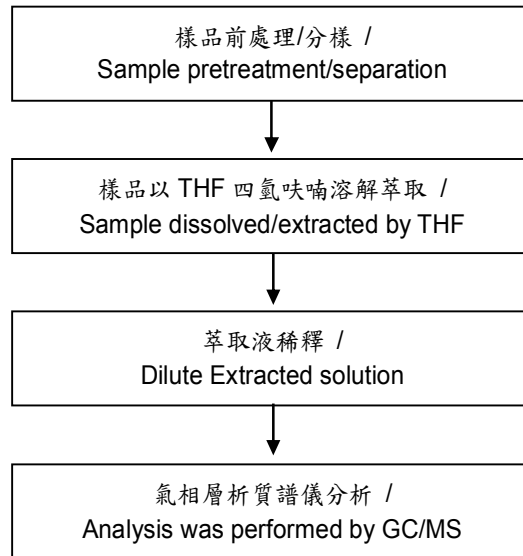 樣品前處理/分樣 /
Sample pretreatment/separation
樣品以 THF 四氫呋喃溶解萃取 /
Sample dissolved/extracted by THF
萃取液稀釋 /
Dilute Extracted solution
氣相層析質譜儀分析 /
Analysis was performed by GC/MS